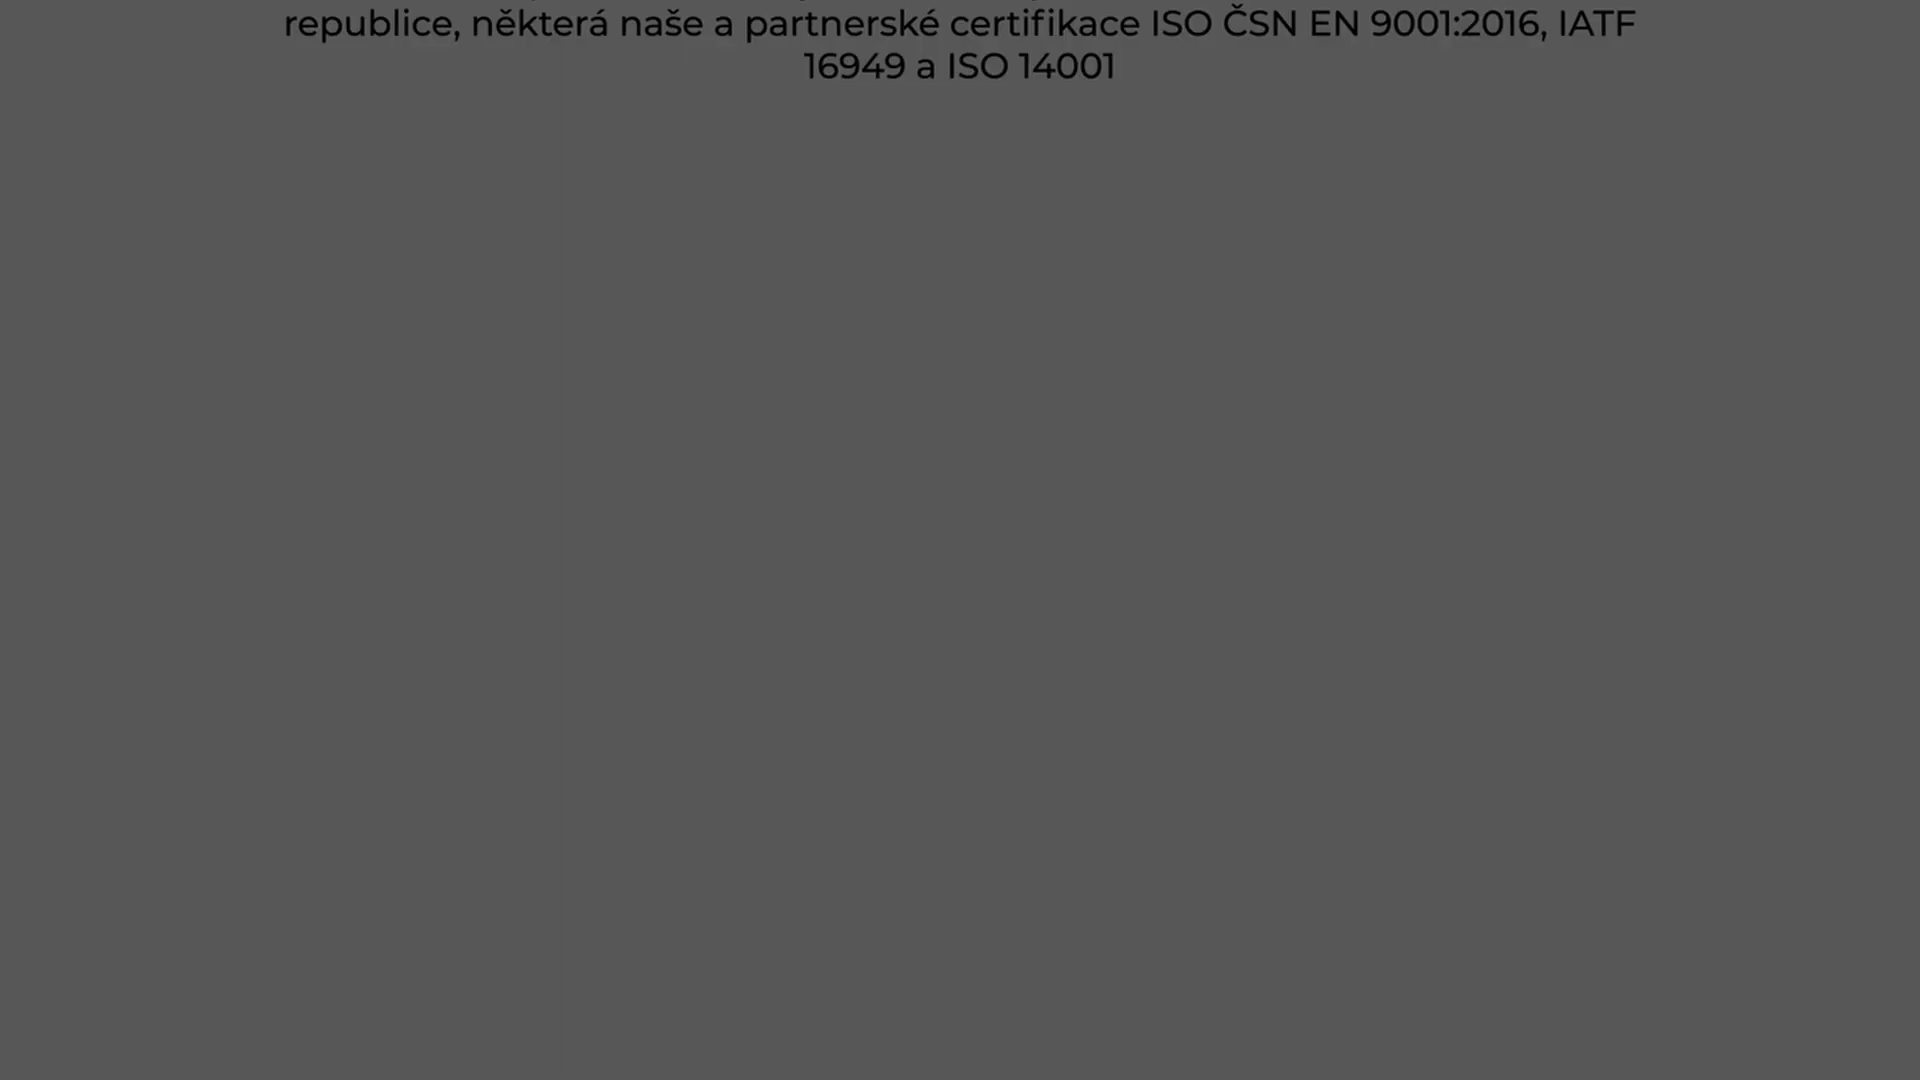 republice, některá naše a partnerské certifikace ISO ČSN EN 9001:2016, IATF
16949 a ISO 14001